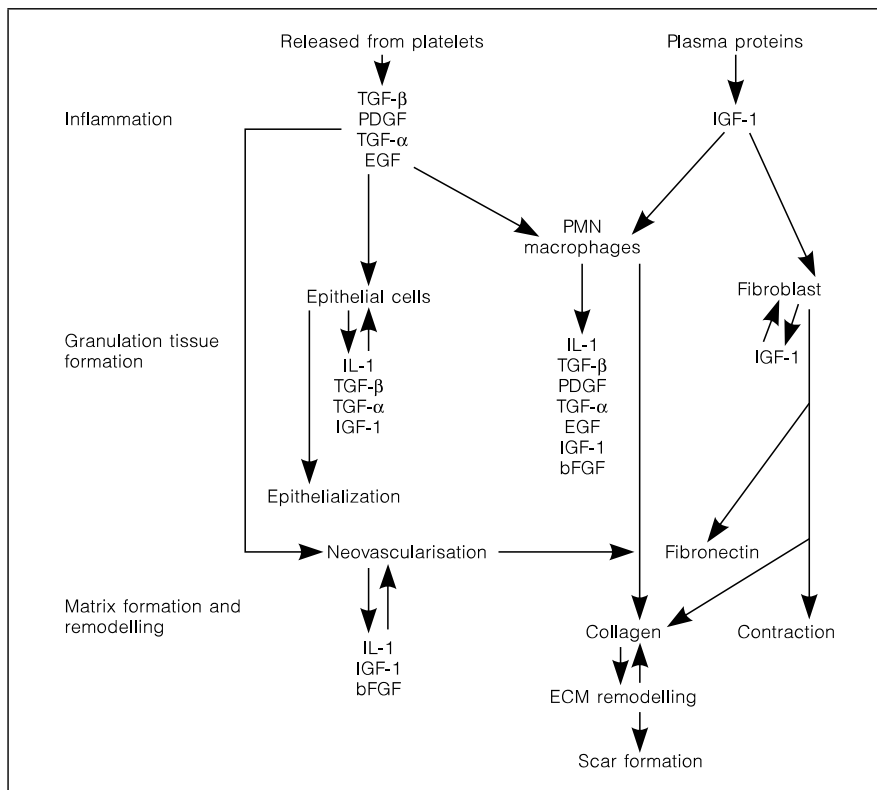 Released from platelets
Plasma proteins
Inflammation
TGF-β
PDGF
TGF-α
EGF
IGF-1
PMN
macrophages
Epithelial cells
Fibroblast
Granulation tissue
formation
IL-1
TGF-β
TGF-α
IGF-1
IL-1
TGF-β
PDGF
TGF-α
EGF
IGF-1
bFGF
IGF-1
Epithelialization
Neovascularisation
Fibronectin
Matrix formation and
remodelling
IL-1
IGF-1
bFGF
Collagen
Contraction
ECM remodelling
Scar formation